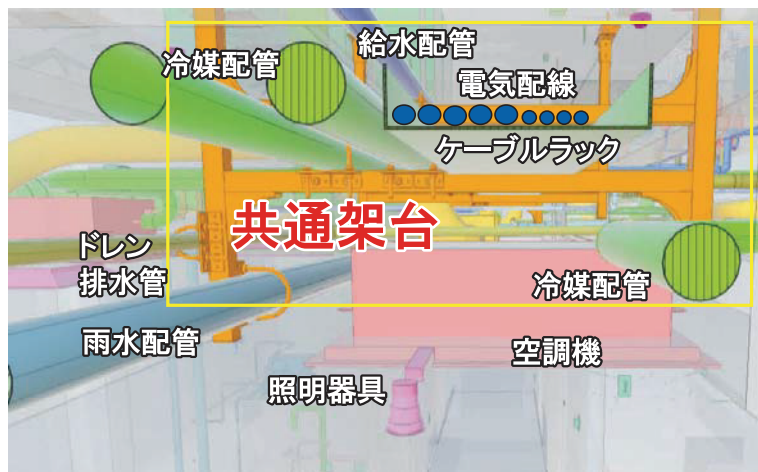 給水配管
冷媒配管
電気配線
ケーブルラック
共通架台
ドレン
排水管
冷媒配管
雨水配管
空調機
照明器具